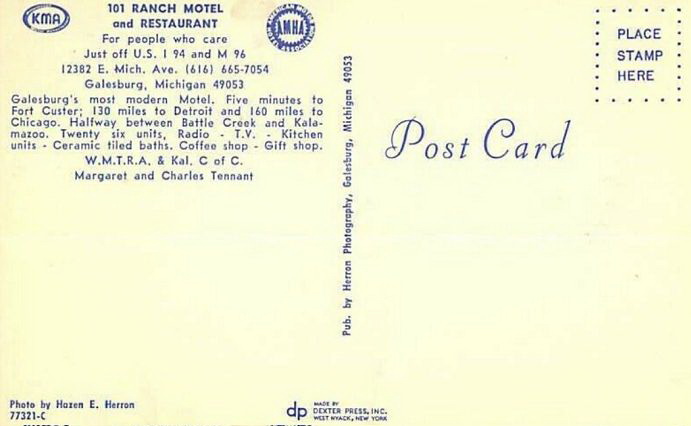 KMA
101 RANCH MOTEL
and RESTAURANT
AMERICAN MOTOR HOTEL ASSOCIATION
AMHA
For people who care
Just off U.S. I 94 and M 96
12382 E. Mich. Ave. (616) 665-7054
Galesburg, Michigan 49053
Galesburg's most modern Motel. Five minutes to
Fort Custer; 130 miles to Detroit and 160 miles to
Chicago. Halfway between Battle Creek and Kala-
mazoo. Twenty six units, Radio - T.V. - Kitchen
units - Ceramic tiled baths. Coffee shop - Gift shop.
W.M.T.R.A. & Kal. C of C.
Margaret and Charles Tennant
Photo by Hazen E. Herron
77321-C
Pub. by Herron Photography, Galesburg, Michigan 49053
dp
MADE BY
DEXTER PRESS, INC.
WEST NYACK, NEW YORK
Post Card
PLACE
STAMP
HERE